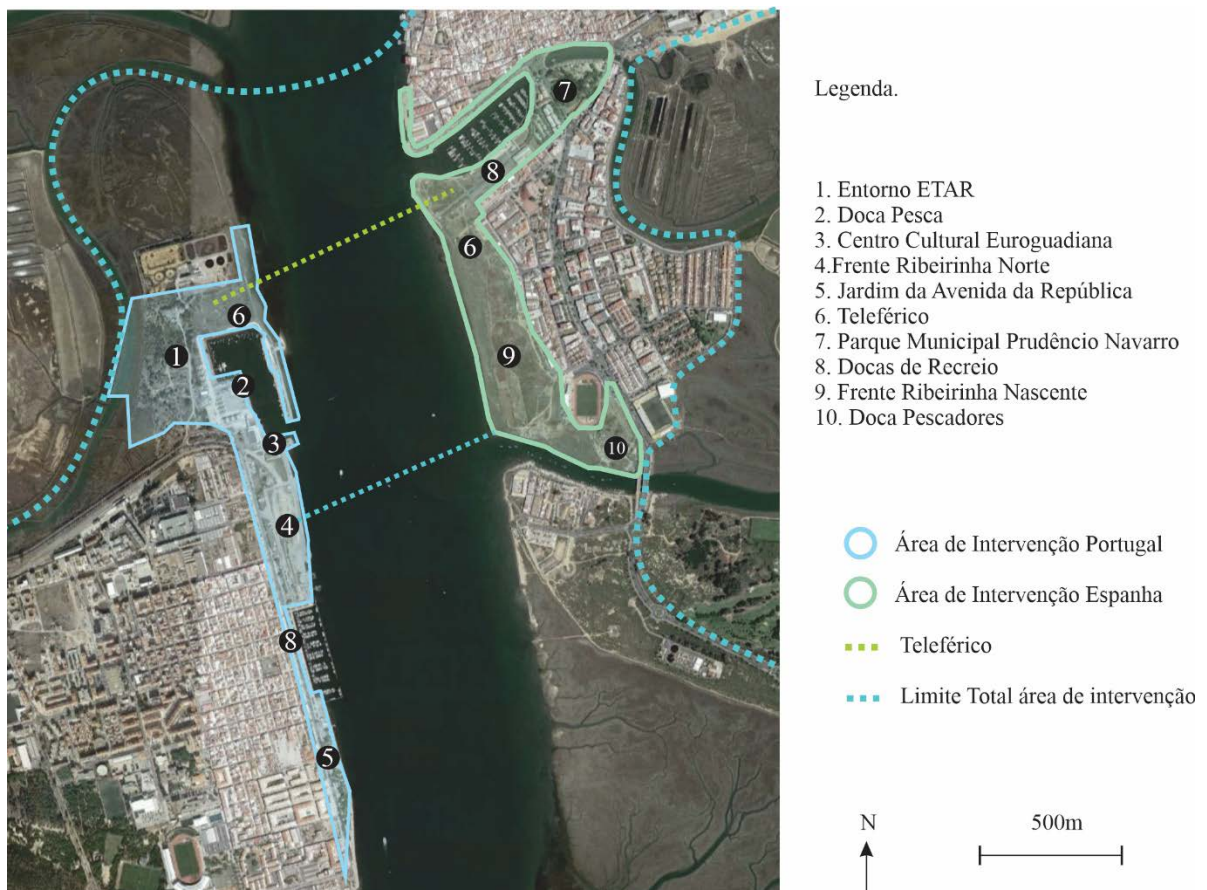 Legenda.
1. Entorno ETAR
2. Doca Pesca
3. Centro Cultural Euroguadiana
4.Frente Ribeirinha Norte
5. Jardim da Avenida da República
6. Teleférico
7. Parque Municipal Prudêncio Navarro
8. Docas de Recreio
9. Frente Ribeirinha Nascente
10. Doca Pescadores
Área de Intervenção Portugal
Área de Intervenção Espanha
Teleférico
Limite Total área de intervenção
N
500m
7
8
6
6
1
9
2
3
10
4
8
5